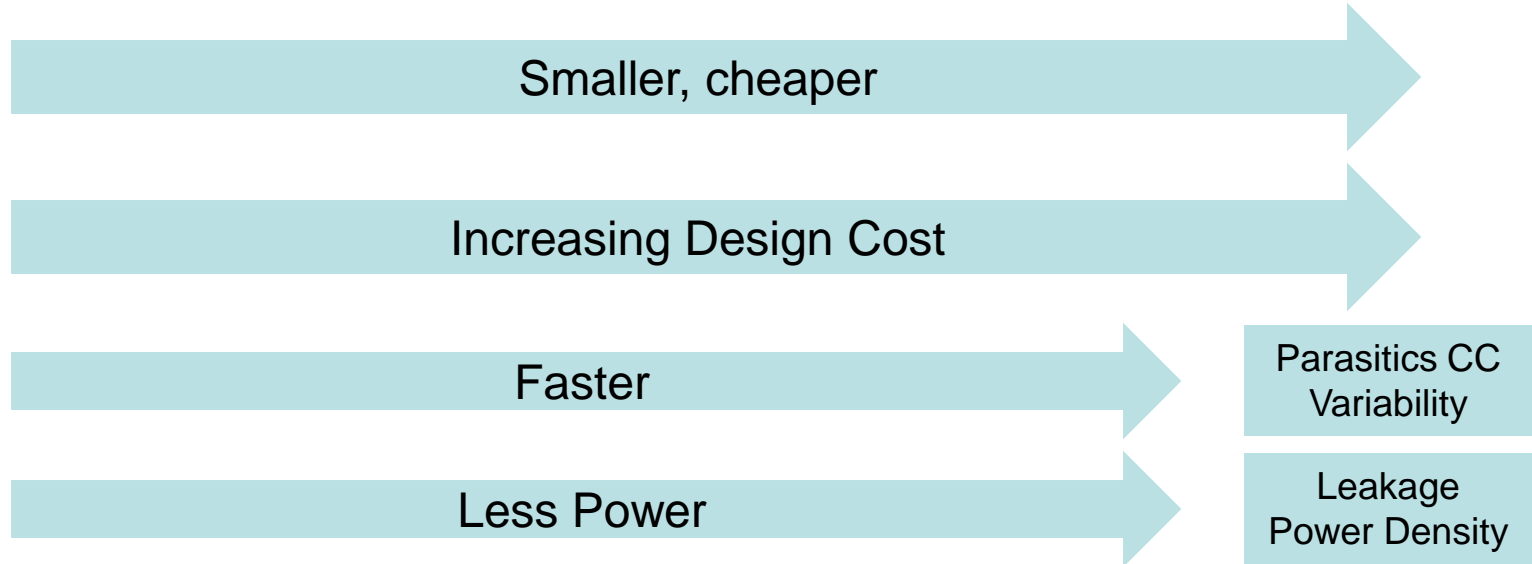 Smaller, cheaper
Increasing Design Cost
Faster
Parasitics CC
Variability
Less Power
Leakage
Power Density